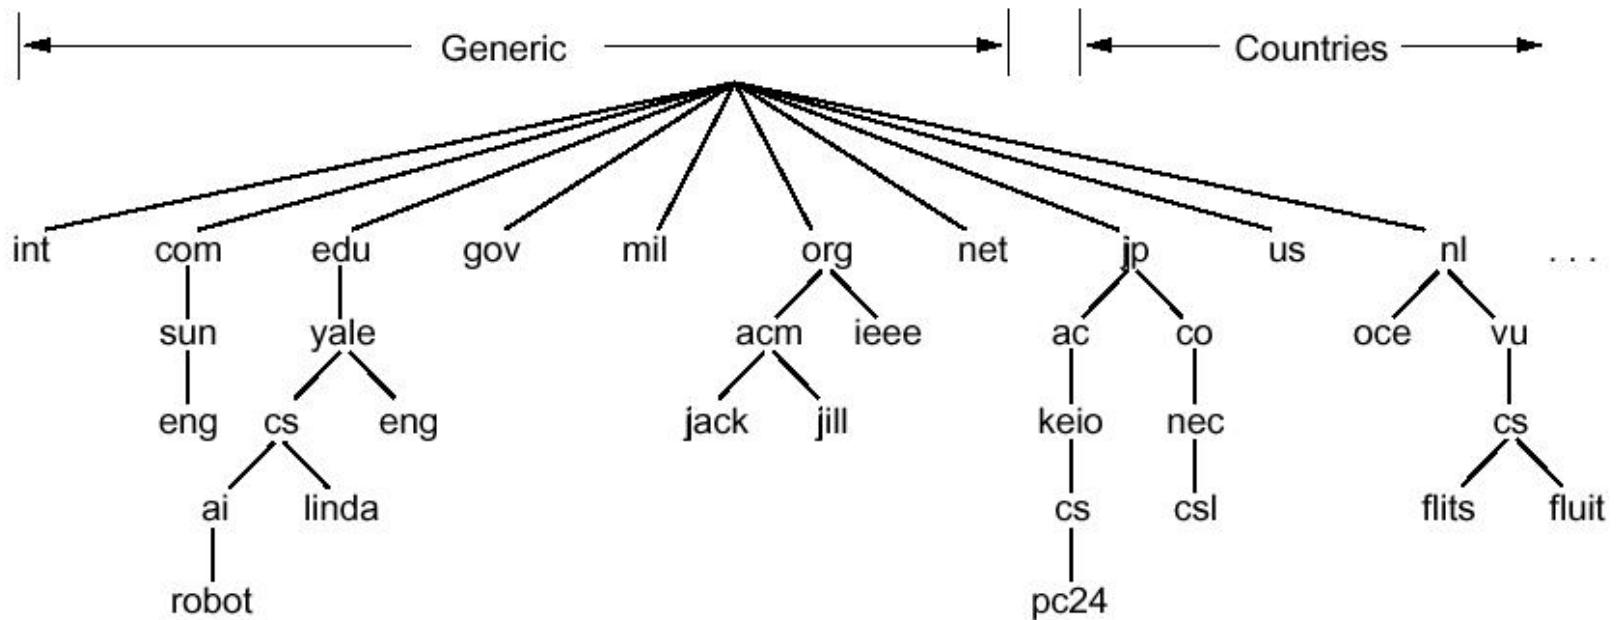 Generic Countries
int com edu gov mil org net jp us nl . . .
sun yale acm ieee ac co oce vu
eng cs eng jack jill keio nec cs
ai linda cs csl flits fluit
robot pc24